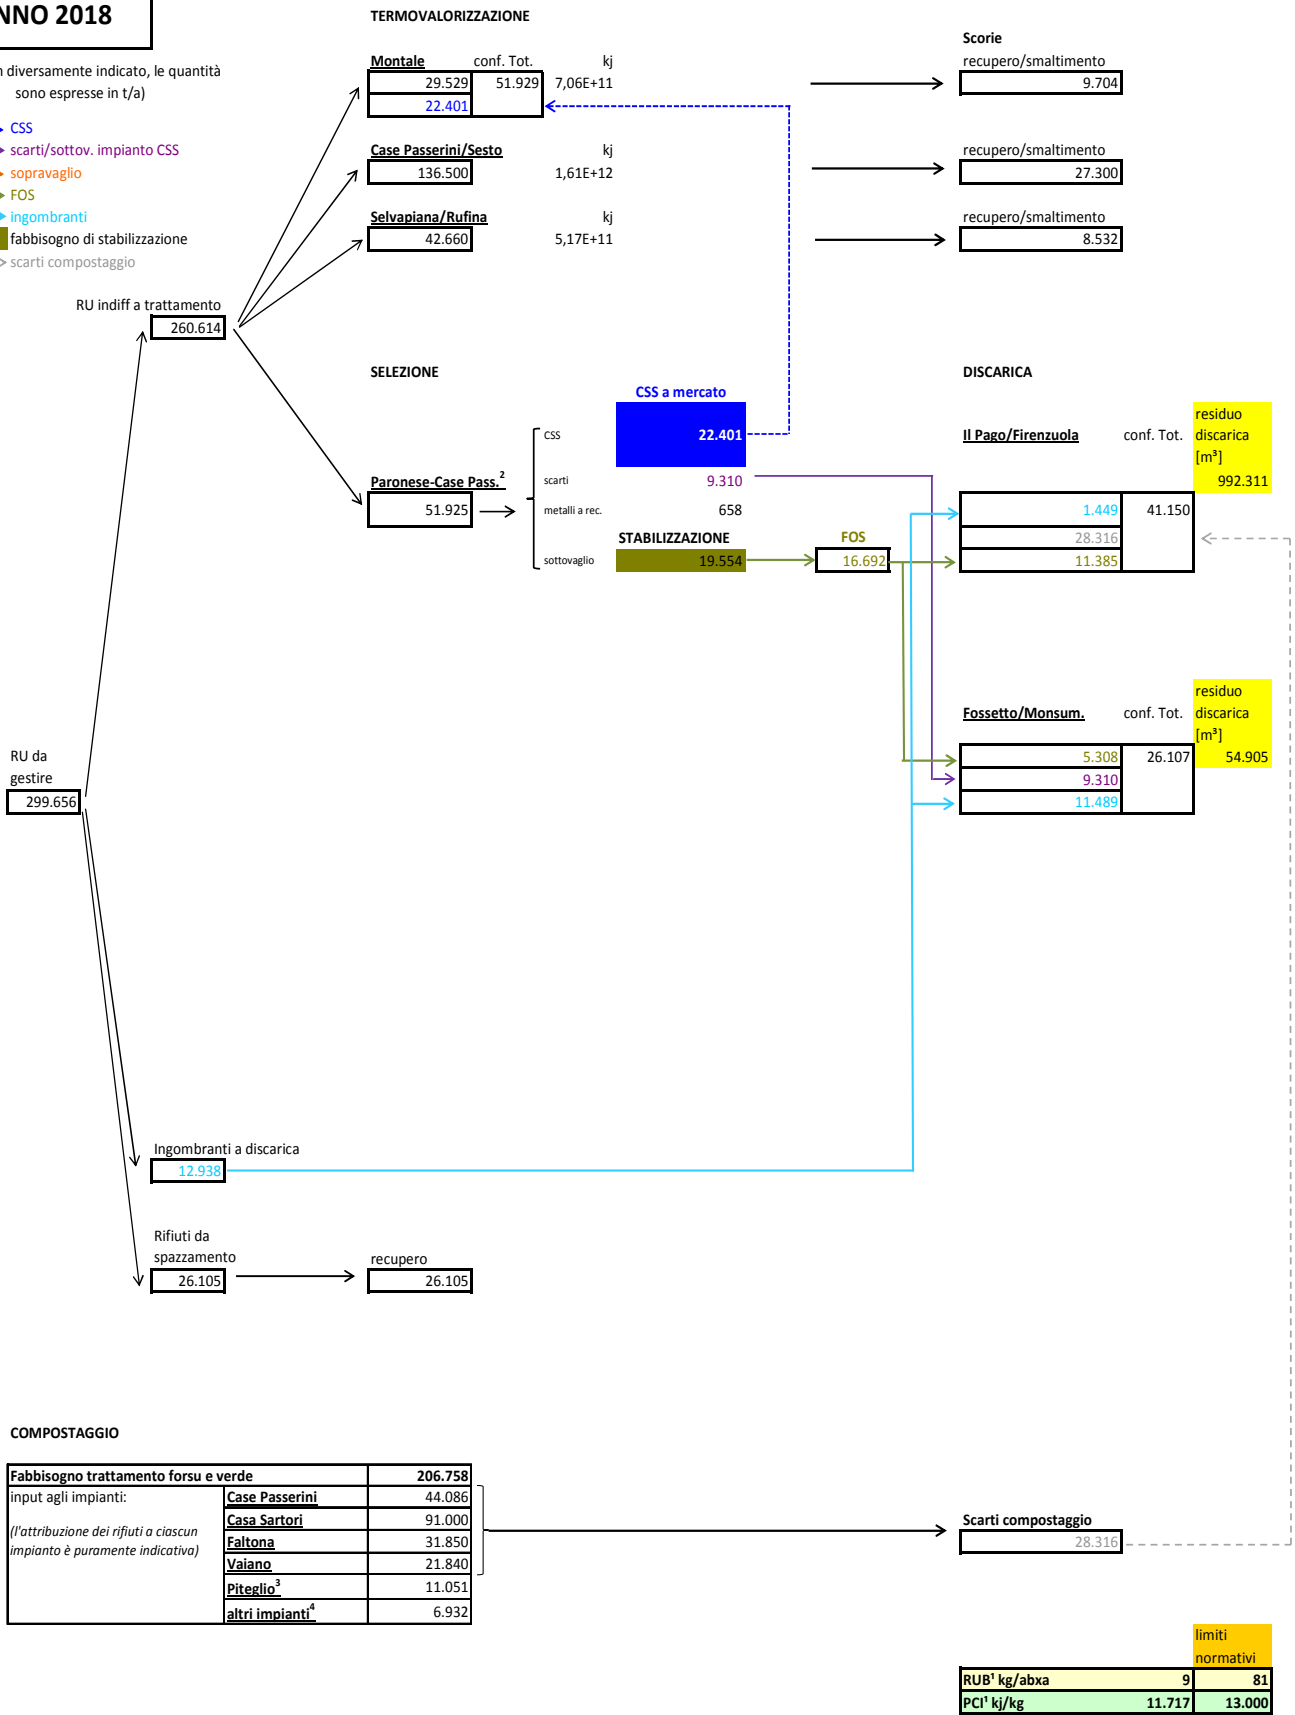 NNO 2018
n diversamente indicato, le quantità
sono espresse in t/a)
CSS
scarti/sottov. impianto CSS
sopravaglio
FOS
ingombranti
fabbisogno di stabilizzazione
scarti compostaggio
TERMOVALORIZZAZIONE
Montale conf. Tot. kj
29.529 51.929 7,06E+11
22.401
Case Passerini/Sesto kj
136.500 1,61E+12
Selvapiana/Rufina kj
42.660 5,17E+11
Scorie
recupero/smaltimento
9.704
recupero/smaltimento
27.300
recupero/smaltimento
8.532
RU indiff a trattamento
260.614
SELEZIONE
CSS a mercato
CSS 22.401
Paronese-Case Pass.²
51.925
scarti 9.310
metalli a rec. 658
STABILIZZAZIONE FOS
sottovaglio 19.554 16.692
DISCARICA
Il Pago/Firenzuola conf. Tot.
residuo
discarica
[m³]
992.311
1.449 41.150
28.316
11.385
Fossetto/Monsum. conf. Tot.
residuo
discarica
[m³]
54.905
5.308 26.107
9.310
11.489
RU da
gestire
299.656
Ingombranti a discarica
12.938
Rifiuti da
spazzamento
26.105
recupero
26.105
COMPOSTAGGIO
Fabbisogno trattamento forsu e verde 206.758
input agli impianti:
(l'attribuzione dei rifiuti a ciascun
impianto è puramente indicativa)
Case Passerini 44.086
Casa Sartori 91.000
Faltona 31.850
Vaiano 21.840
Piteglio³ 11.051
altri impianti⁴ 6.932
Scarti compostaggio
28.316
limiti
normativi
RUB¹ kg/abxa 9 81
PCI¹ kj/kg 11.717 13.000